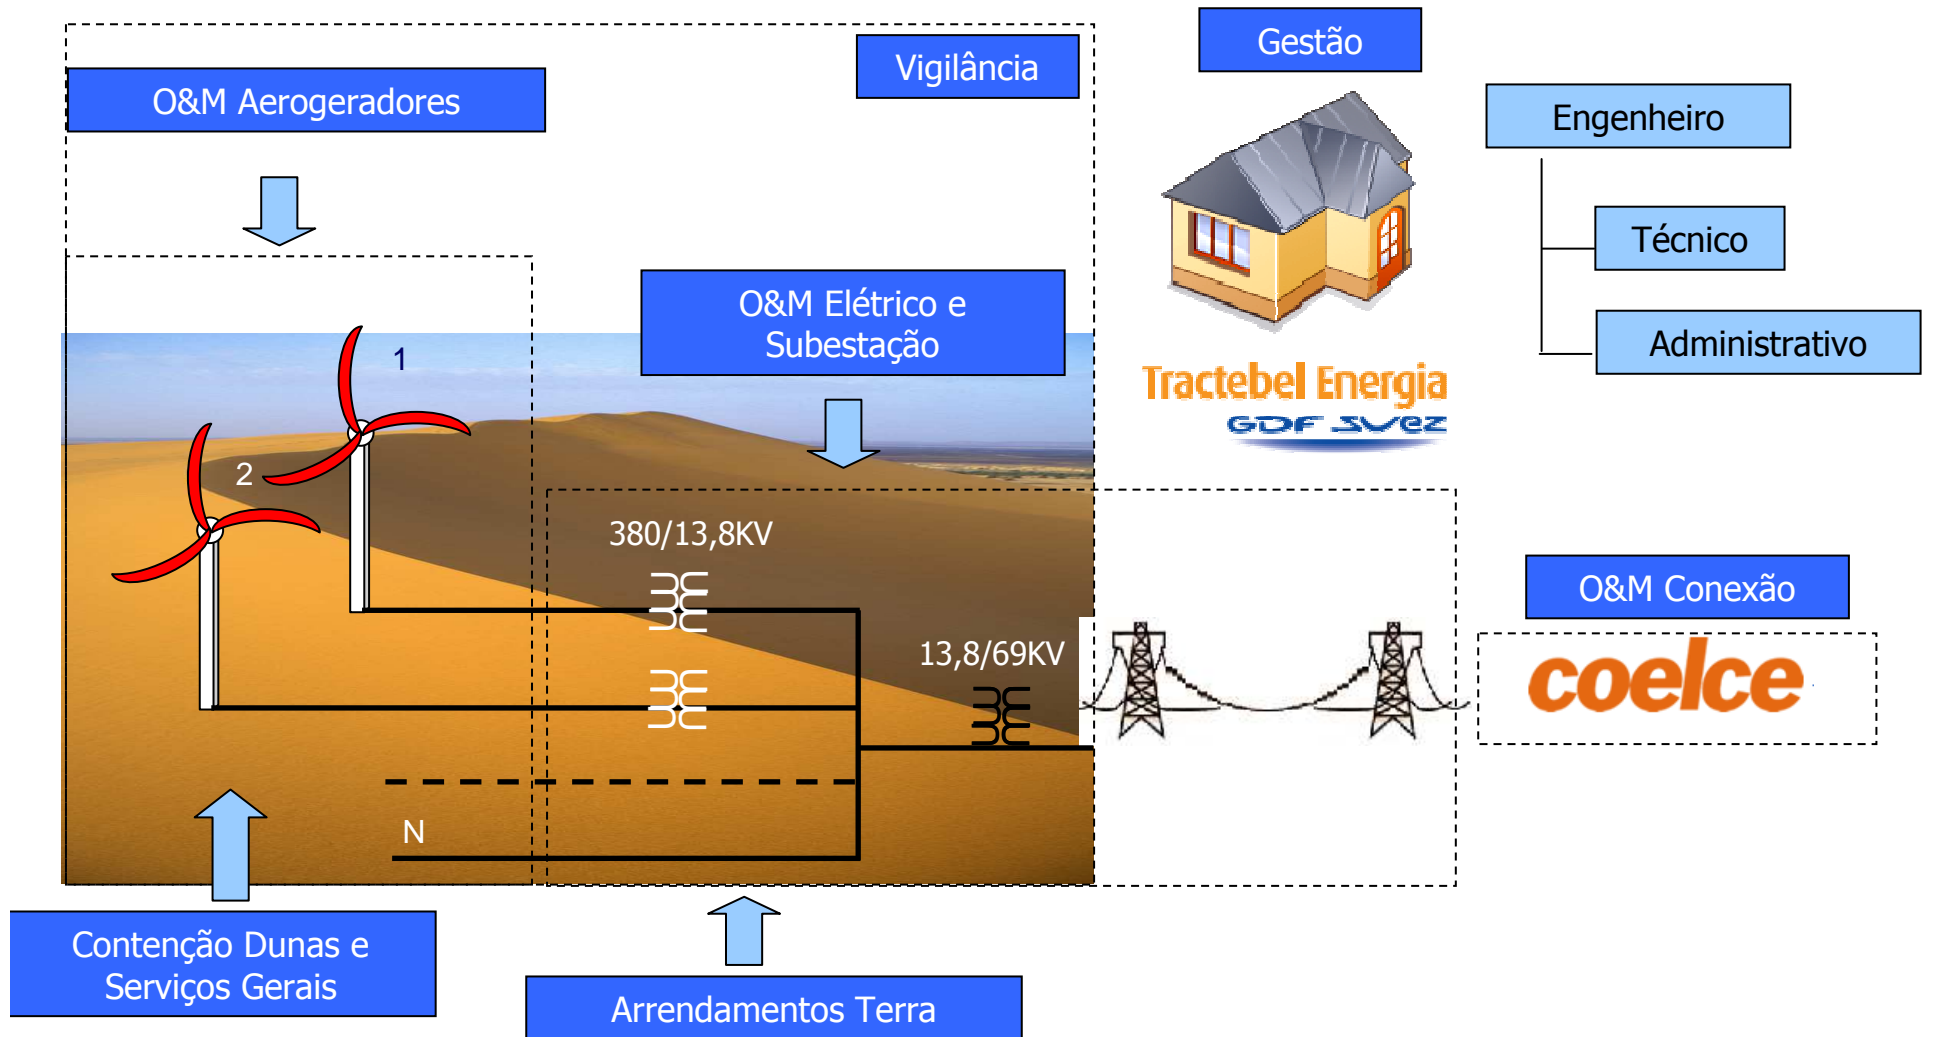 Gestão
Vigilância
O&M Aerogeradores
Engenheiro
Técnico
Administrativo
O&M Elétrico e
Subestação
1
Tractebel Energia
GDF SUEZ
2
380/13,8KV
13,8/69KV
O&M Conexão
coelce
N
Contenção Dunas e
Serviços Gerais
Arrendamentos Terra